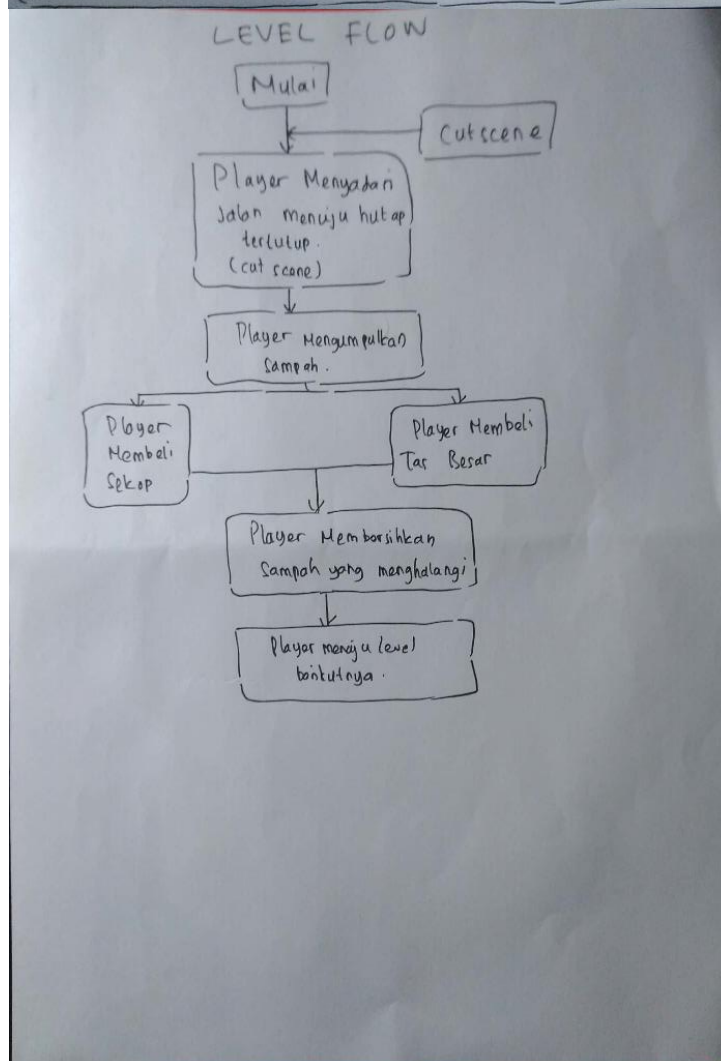 LEVEL FLOW
Mulai
Cutscene
Player Menyadari
Jalan menuju hutap
tertutup.
(cut scene)
Player Mengumpulkan
Sampah.
Player
Membeli
Sekop
Player Membeli
Tas Besar
Player Membersihkan
Sampah yang menghalangi
Player menuju level
berikutnya.